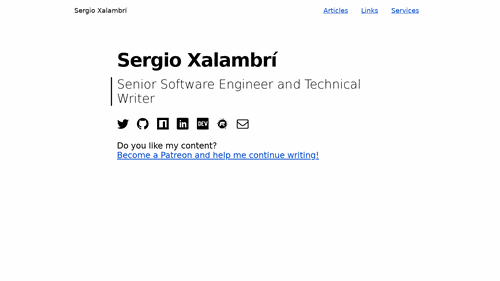 Sergio Xalambrí
Articles Links Services
Sergio Xalambrí
Senior Software Engineer and Technical
Writer
in DEV
Do you like my content?
Become a Patreon and help me continue writing!